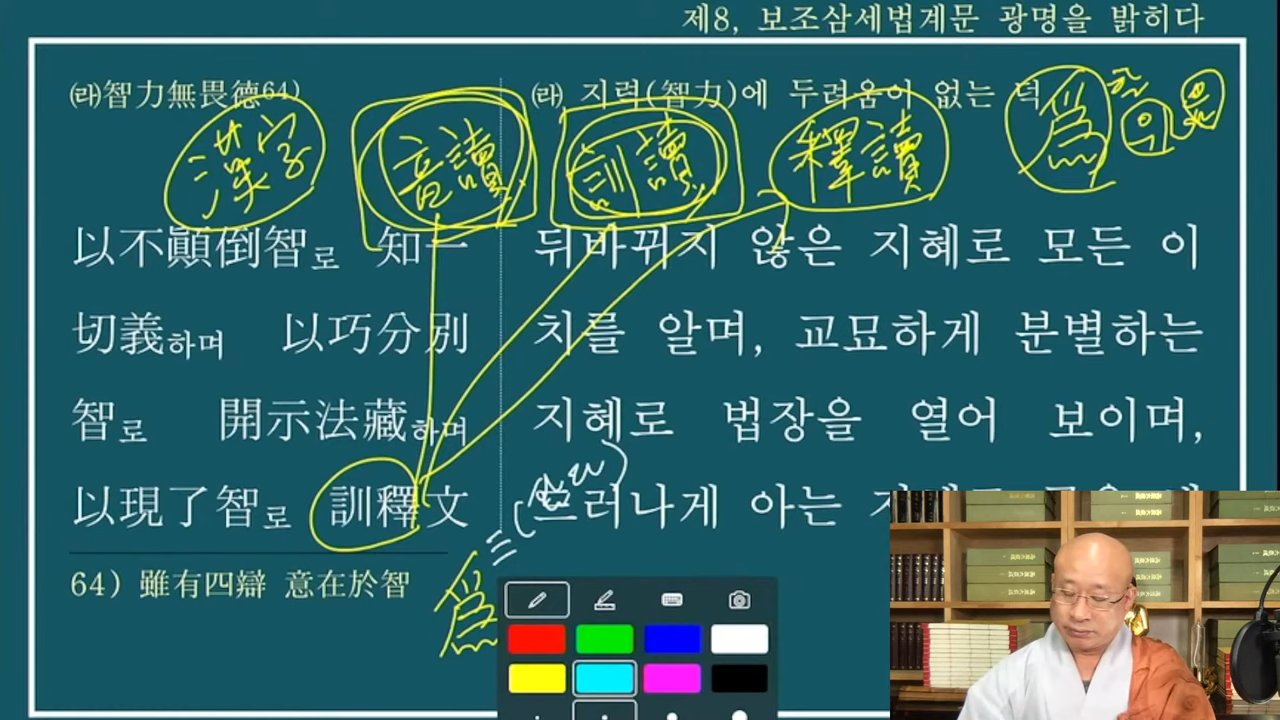 제8, 보조삼세법계문 광명을 밝히다
㈣智力無畏德64)
漢字 音讀
以不顚倒智로 知一
切義하며 以巧分別
智로 開示法藏하며
以現了智로 訓釋文
64) 雖有四辯 意在於智
爲
㈣ 지력(智力)에 두려움이 없는 덕
訓讀 釋讀 爲
뒤바뀌지 않은 지혜로 모든 이
치를 알며, 교묘하게 분별하는
지혜로 법장을 열어 보이며,
드러나게 아는